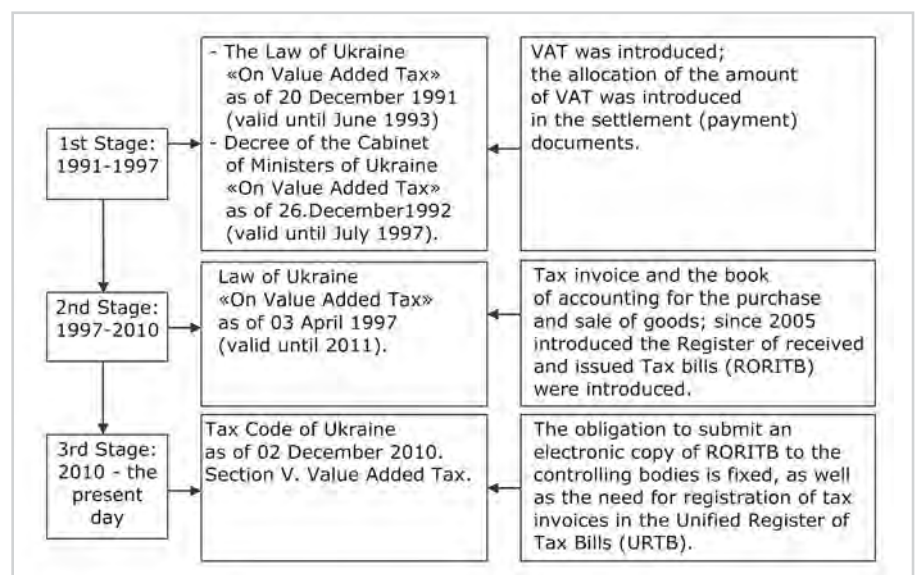 1st Stage:
1991-1997
- The Law of Ukraine
«On Value Added Tax»
as of 20 December 1991
(valid until June 1993)
- Decree of the Cabinet
of Ministers of Ukraine
«On Value Added Tax»
as of 26.December1992
(valid until July 1997).
VAT was introduced;
the allocation of the amount
of VAT was introduced
in the settlement (payment)
documents.
2nd Stage:
1997-2010
Law of Ukraine
«On Value Added Tax»
as of 03 April 1997
(valid until 2011).
Tax invoice and the book
of accounting for the purchase
and sale of goods; since 2005
introduced the Register of received
and issued Tax bills (RORITB)
were introduced.
3rd Stage:
2010 - the
present
day
Tax Code of Ukraine
as of 02 December 2010.
Section V. Value Added Tax.
The obligation to submit an
electronic copy of RORITB to the
controlling bodies is fixed, as well
as the need for registration of tax
invoices in the Unified Register of
Tax Bills (URTB).